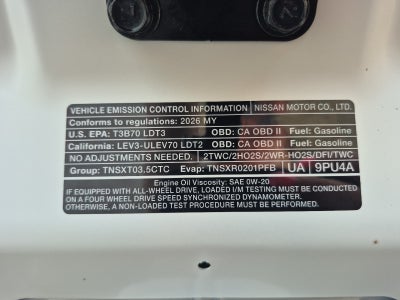 VEHICLE EMISSION CONTROL INFORMATION NISSAN MOTOR CO., LTD.
Conforms to regulations: 2026 MY
U.S. EPA: T3B70 LDT3 OBD: CA OBD II Fuel: Gasoline
California: LEV3-ULEV70 LDT2 OBD: CA OBD II Fuel: Gasoline
NO ADJUSTMENTS NEEDED. 2TWC/2HO2S/2WR-HO2S/DFI/TWC
Group: TNSXT03.5CTC Evap: TNSXR0201PFB UA 9PU4A
Engine Oil Viscosity: SAE 0W-20
IF EQUIPPED WITH ALL-WHEEL DRIVE, LOADED I/M TESTING MUST BE CONDUCTED
ON A FOUR WHEEL DRIVE SPEED SYNCHRONIZED DYNAMOMETER.
OTHERWISE, A NON-LOADED TEST PROCEDURE MUST BE PERFORMED.